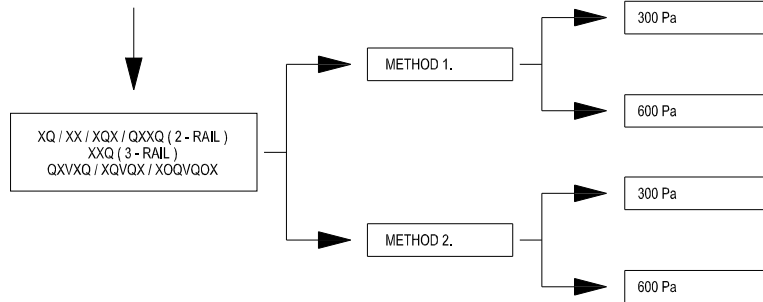 300 Pa
METHOD 1.
600 Pa
XQ / XX / XQX / QXXQ ( 2 - RAIL )
XXQ ( 3 - RAIL )
QXVXQ / XQVQX / XOQVQOX
300 Pa
METHOD 2.
600 Pa